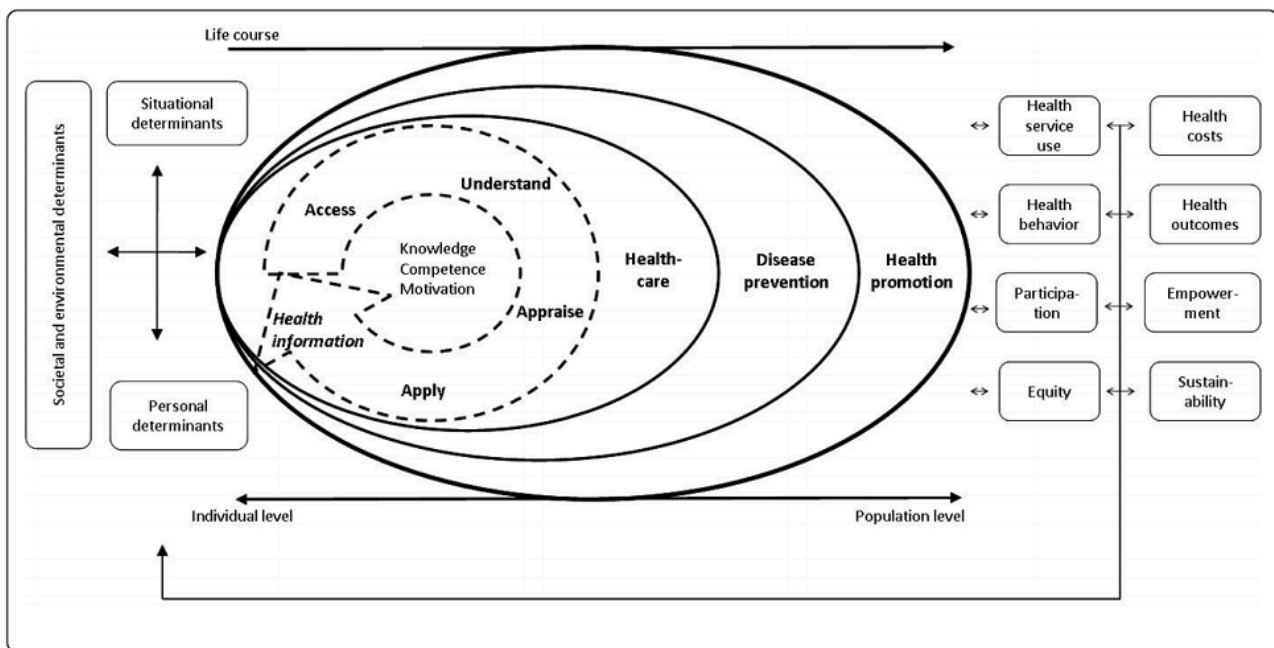 Life course
Societal and environmental determinants
Situational
determinants
Personal
determinants
Access
Understand
Knowledge
Competence
Motivation
Health
information
Appraise
Apply
Health-
care
Disease
prevention
Health
promotion
Individual level
Population level
Health
service
use
Health
costs
Health
behavior
Health
outcomes
Participa-
tion
Empower-
ment
Equity
Sustain-
ability